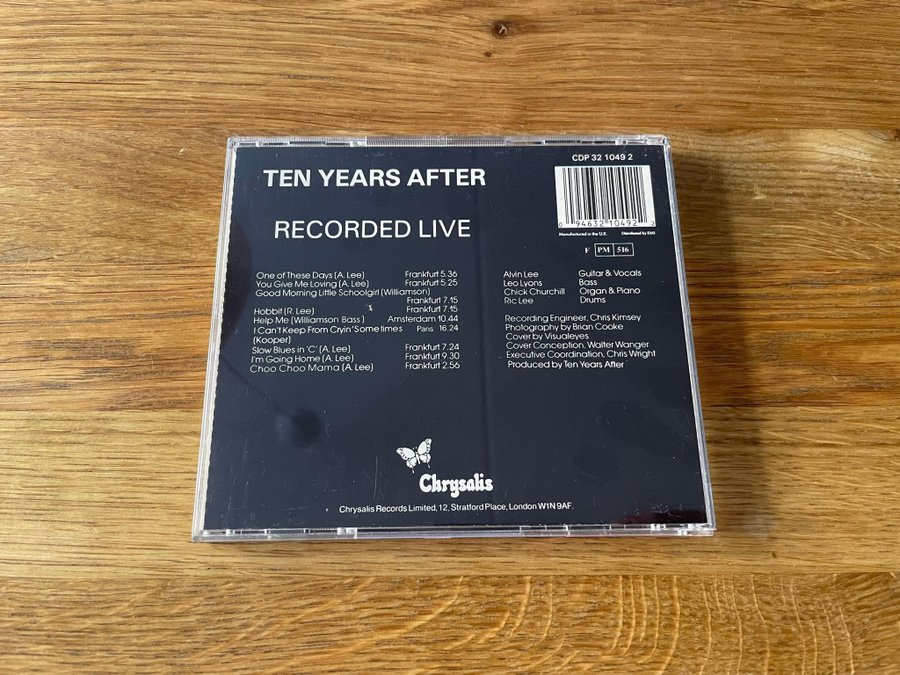 TEN YEARS AFTER
RECORDED LIVE
One of These Days (A. Lee) Frankfurt 5.36
You Give Me Loving (A. Lee) Frankfurt 5.25
Good Morning Little Schoolgirl (Williamson)
Frankfurt 7.15
Hobbit (R. Lee) Frankfurt 7.15
Help Me (Williamson Bass ) Amsterdam 10.44
I Can't Keep From Cryin' Some times Paris 16.24
(Kooper)
Slow Blues in 'C' (A. Lee) Frankfurt 7.24
I'm Going Home (A. Lee) Frankfurt 9.30
Choo Choo Mama (A. Lee) Frankfurt 2.56
CDP 32 1049 2
0 94632 10492 2
Manufactured in the U.K. Distributed by EMI
F PM 516
Alvin Lee Guitar & Vocals
Leo Lyons Bass
Chick Churchill Organ & Piano
Ric Lee Drums
Recording Engineer, Chris Kimsey
Photography by Brian Cooke
Cover by Visualeyes
Cover Conception, Walter Wanger
Executive Coordination, Chris Wright
Produced by Ten Years After
Chrysalis
Chrysalis Records Limited, 12, Stratford Place, London W1N 9AF.